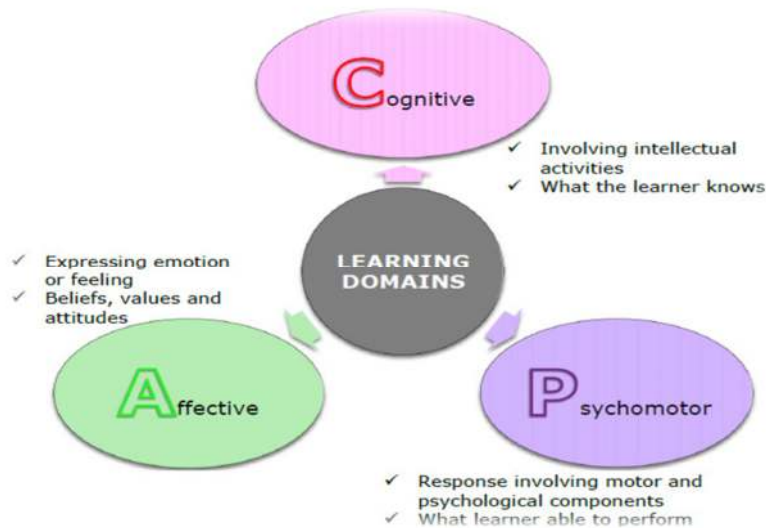 Cognitive
✓ Involving intellectual
activities
✓ What the learner knows
LEARNING
DOMAINS
✓ Expressing emotion
or feeling
✓ Beliefs, values and
attitudes
Affective
Psychomotor
✓ Response involving motor and
psychological components
✓ What learner able to perform